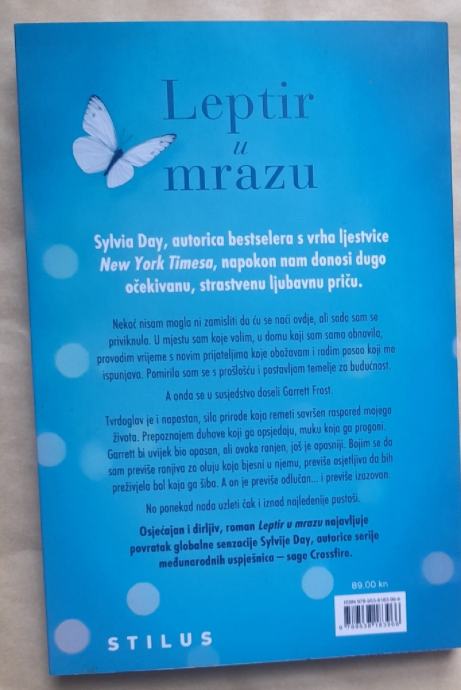 Leptir
u
mrazu
Sylvia Day, autorica bestselera s vrha ljestvice
New York Timesa, napokon nam donosi dugo
očekivanu, strastvenu ljubavnu priču.
Nekoć nisam mogla ni zamisliti da ću se naći ovdje, ali sada sam se
priviknula. U mjestu sam koje volim, u domu koji sam sama obnovila,
provodim vrijeme s novim prijateljima koje obožavam i radim posao koji me
ispunjava. Pomirila sam se s prošlošću i postavljam temelje za budućnost.
A onda se u susjedstvo doseli Garrett Frost.
Tvrdoglav je i napastan, sila prirode koja remeti savršen raspored mojega
života. Prepoznajem duhove koji ga opsjedaju, muku koja ga progoni.
Garrett bi uvijek bio opasan, ali ovako ranjen, još je opasniji. Bojim se da
sam previše ranjiva za oluju koja bjesni u njemu, previše osjetljiva da bih
preživjela bol koja ga šiba. A on je previše odlučan... i previše izazovan.
No ponekad nada uzleti čak i iznad najledenije pustoši.
Osjećajan i dirljiv, roman Leptir u mrazu najavljuje
povratak globalne senzacije Sylvije Day, autorice serije
međunarodnih uspješnica – sage Crossfire.
89,00 kn
STILUS